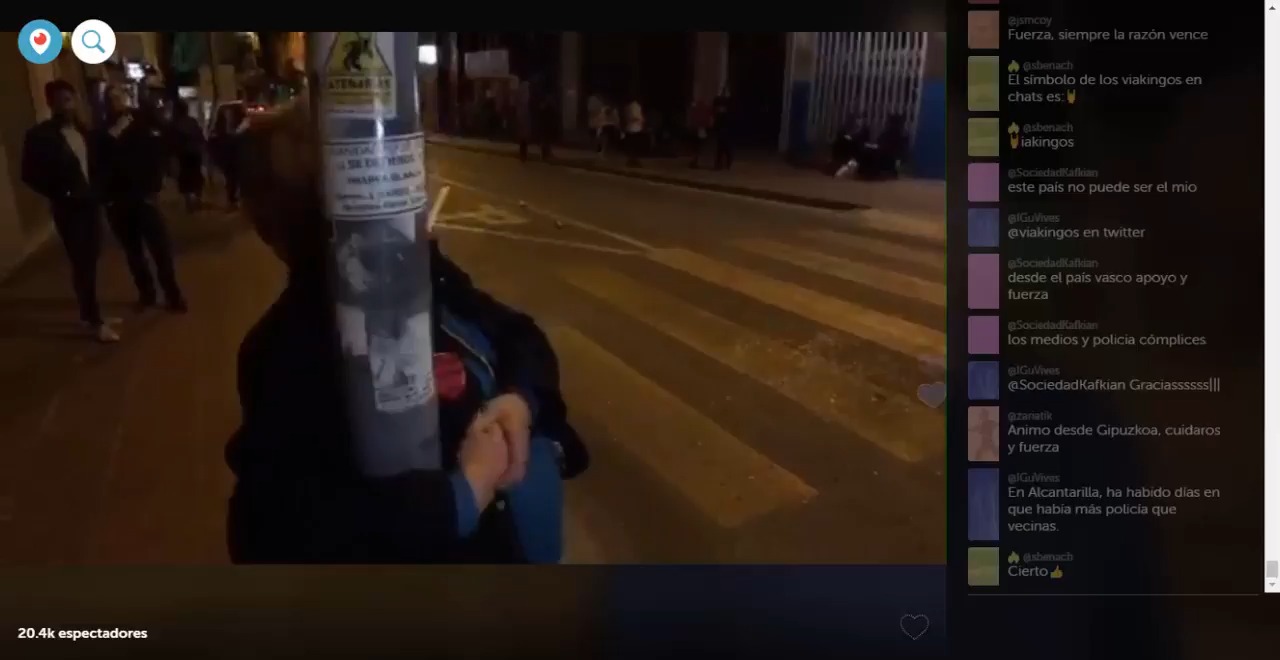 @jsmcoy
Fuerza, siempre la razón vence
@sbenach
El símbolo de los viakingos en
chats es:🤘
@sbenach
🤘iakingos
@SociedadKafkian
este país no puede ser el mio
@IGuVives
@viakingos en twitter
@SociedadKafkian
desde el país vasco apoyo y
fuerza
@SociedadKafkian
los medios y policia cómplices
@IGuVives
@SociedadKafkian Graciassssss|||
@zanatik
Animo desde Gipuzkoa, cuidaros
y fuerza
@IGuVives
En Alcantarilla, ha habido días en
que había más policía que
vecinas.
@sbenach
Cierto👍
20.4k espectadores